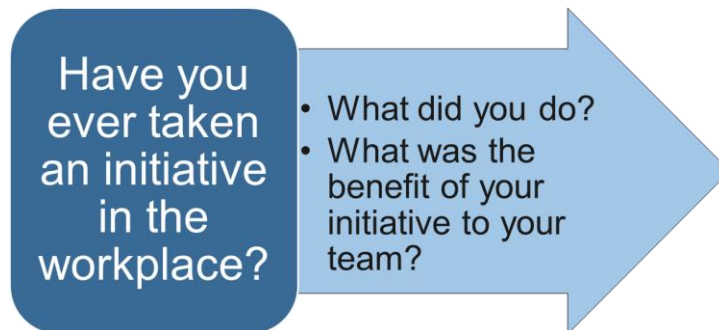 Have you
ever taken
an initiative
in the
workplace?
• What did you do?
• What was the
benefit of your
initiative to your
team?